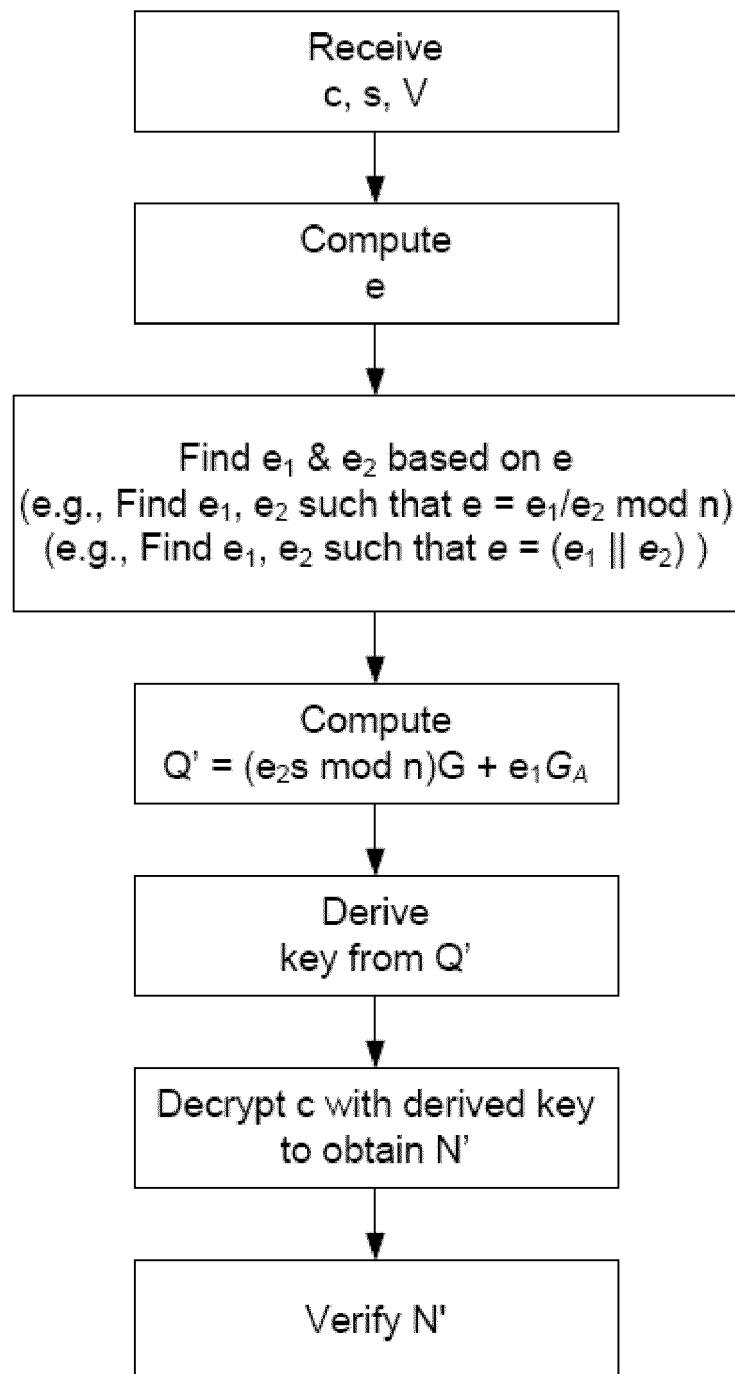 Receive
c, s, V
Compute
e
Find e₁ & e₂ based on e
(e.g., Find e₁, e₂ such that e = e₁/e₂ mod n)
(e.g., Find e₁, e₂ such that e = (e₁ || e₂) )
Compute
Q’ = (e₂s mod n)G + e₁G_A
Derive
key from Q’
Decrypt c with derived key
to obtain N’
Verify N'